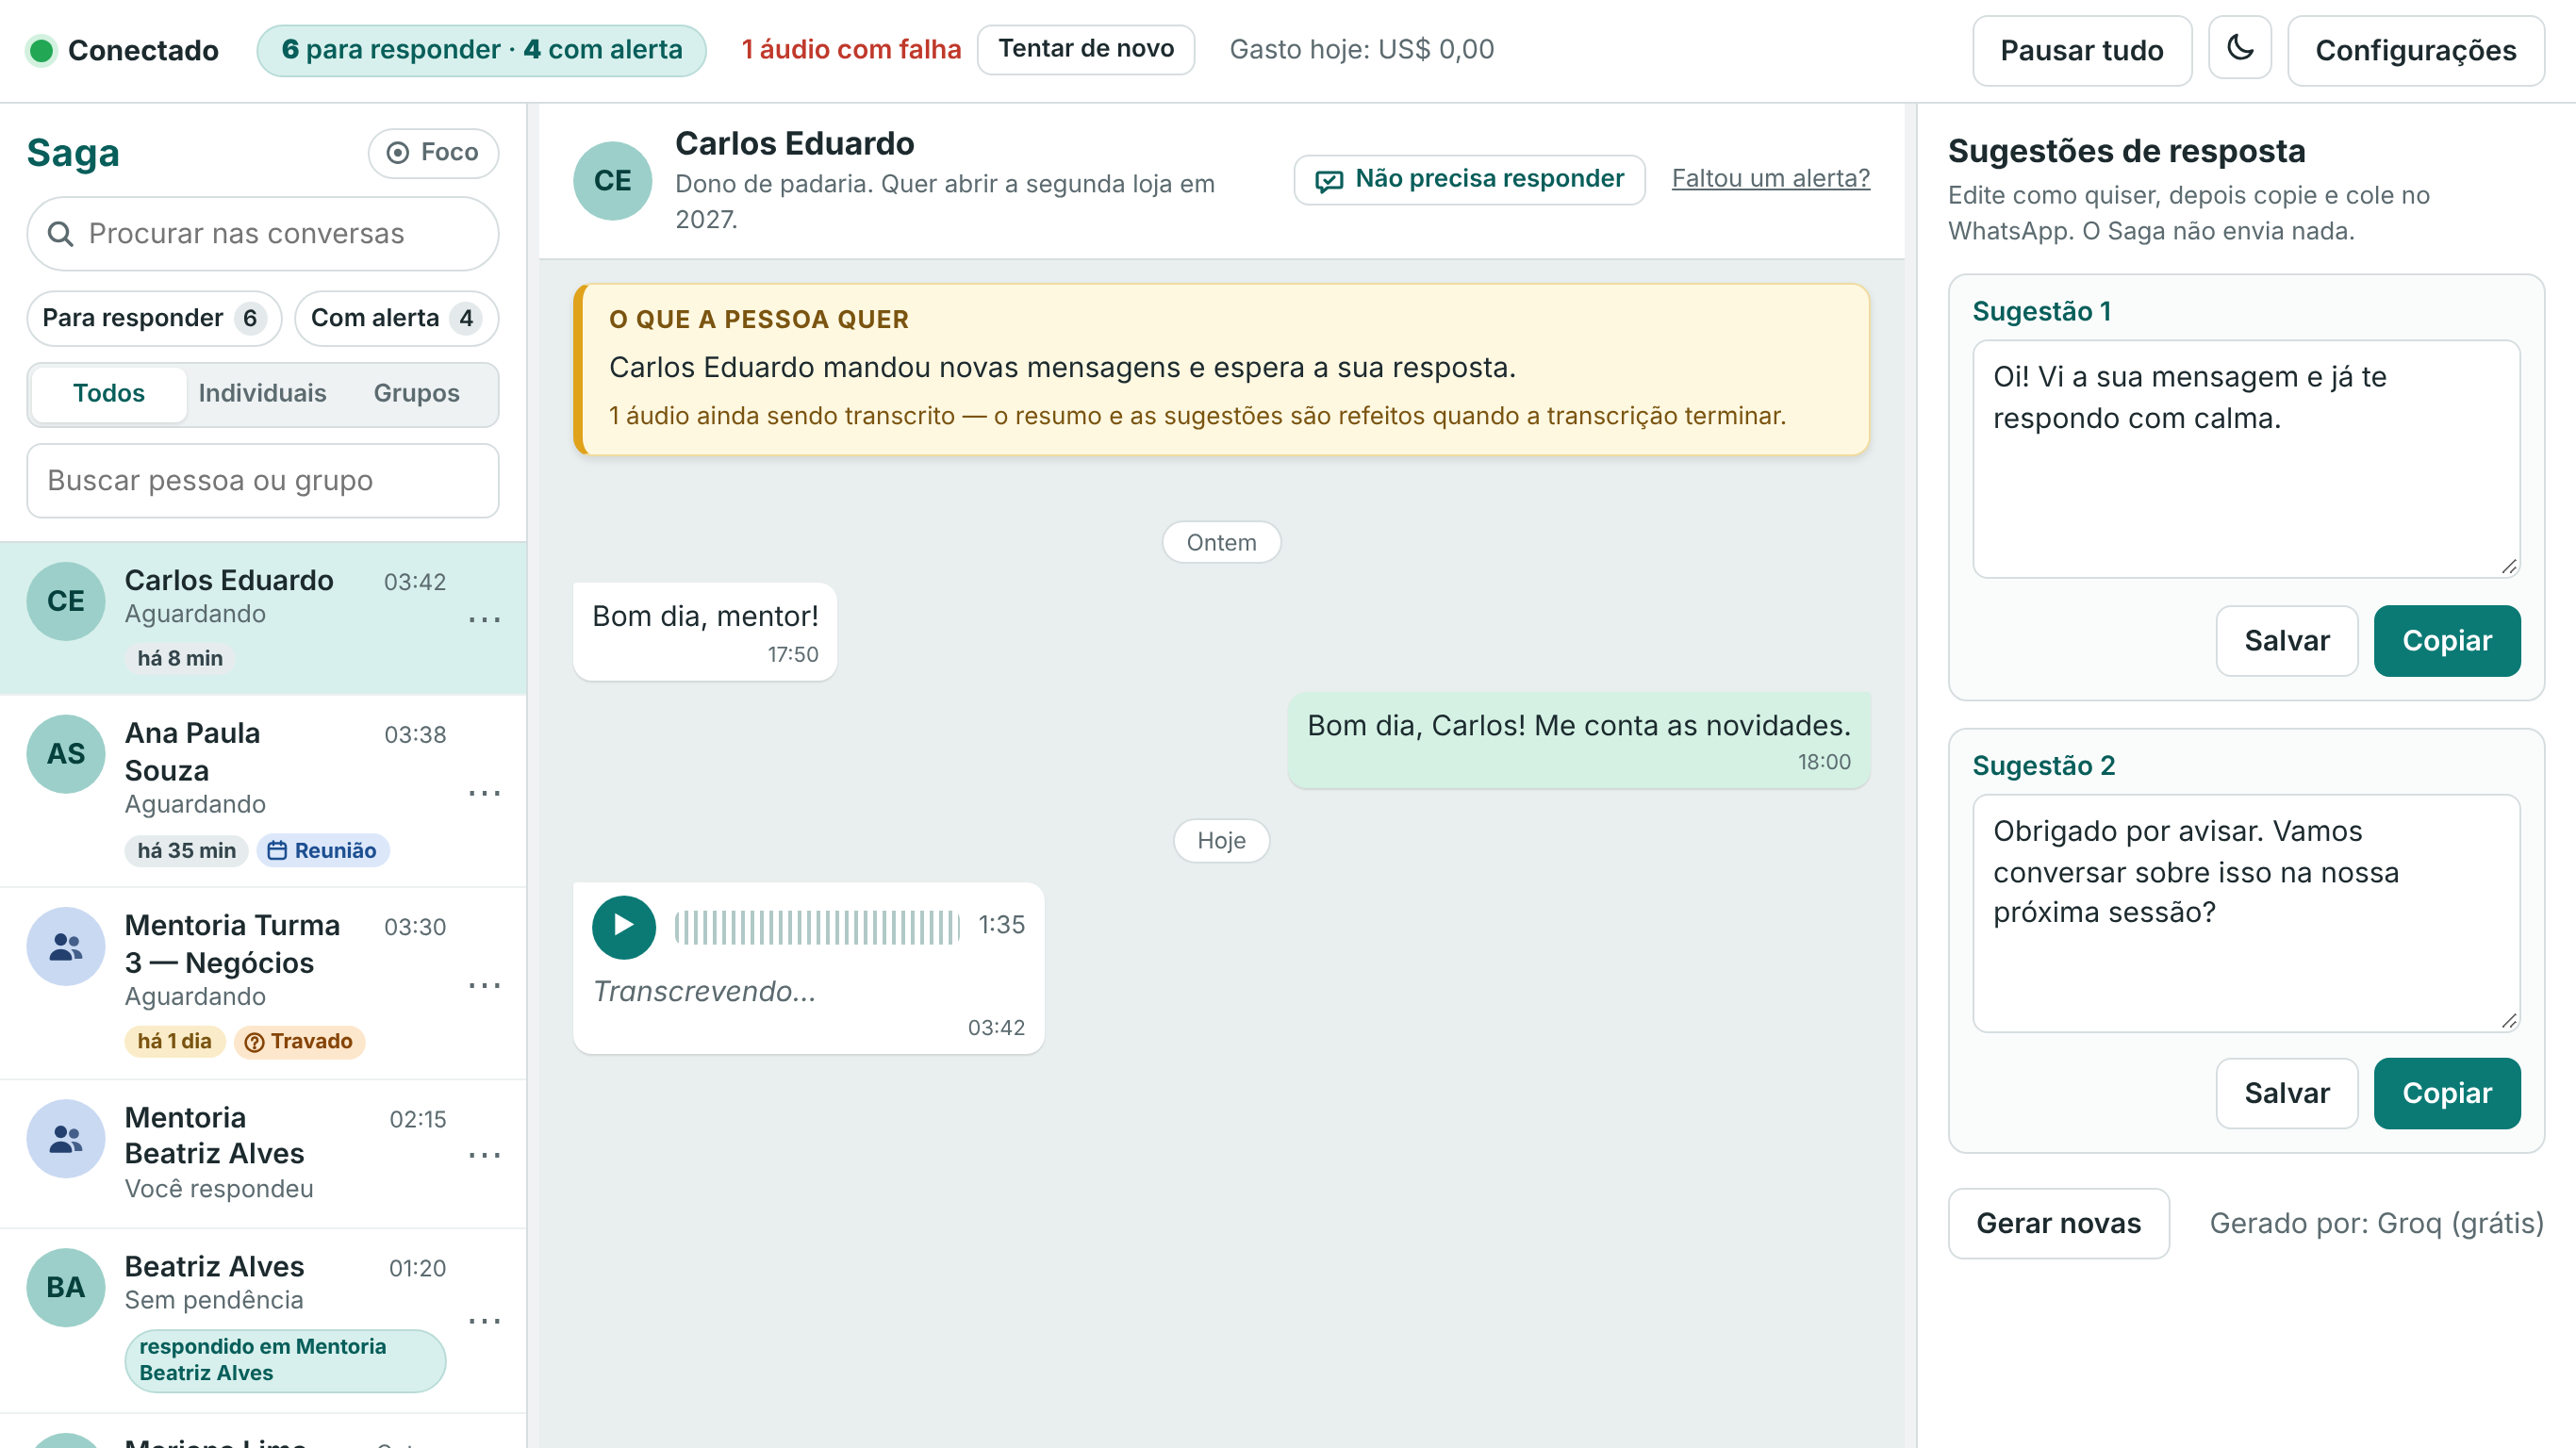 Conectado
6 para responder · 4 com alerta
1 áudio com falha
Tentar de novo
Gasto hoje: US$ 0,00
Pausar tudo
Configurações
Saga
Foco
Procurar nas conversas
Para responder 6
Com alerta 4
Todos
Individuais
Grupos
Buscar pessoa ou grupo
CE
Carlos Eduardo
03:42
Aguardando
...
há 8 min
AS
Ana Paula
Souza
03:38
Aguardando
...
há 35 min
Reunião
Mentoria Turma
3 — Negócios
03:30
Aguardando
...
há 1 dia
Travado
Mentoria
Beatriz Alves
02:15
Você respondeu
...
BA
Beatriz Alves
01:20
Sem pendência
...
respondido em Mentoria
Beatriz Alves
CE
Carlos Eduardo
Dono de padaria. Quer abrir a segunda loja em
2027.
Não precisa responder
Faltou um alerta?
O QUE A PESSOA QUER
Carlos Eduardo mandou novas mensagens e espera a sua resposta.
1 áudio ainda sendo transcrito — o resumo e as sugestões são refeitos quando a transcrição terminar.
Ontem
Bom dia, mentor!
17:50
Bom dia, Carlos! Me conta as novidades.
18:00
Hoje
1:35
Transcrevendo...
03:42
Sugestões de resposta
Edite como quiser, depois copie e cole no
WhatsApp. O Saga não envia nada.
Sugestão 1
Oi! Vi a sua mensagem e já te
respondo com calma.
Salvar
Copiar
Sugestão 2
Obrigado por avisar. Vamos
conversar sobre isso na nossa
próxima sessão?
Salvar
Copiar
Gerar novas
Gerado por: Groq (grátis)